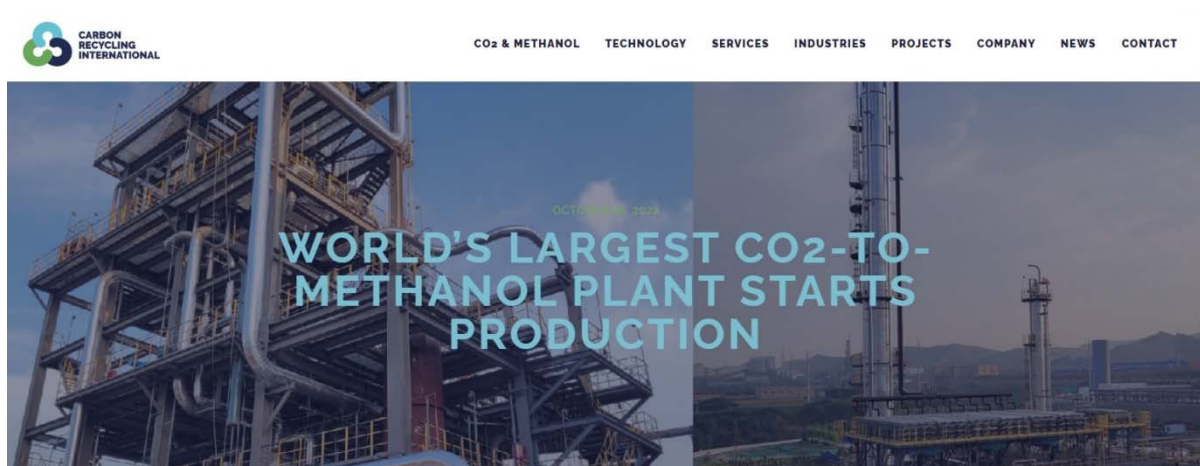 CARBON
RECYCLING
INTERNATIONAL
CO2 & METHANOL TECHNOLOGY SERVICES INDUSTRIES PROJECTS COMPANY NEWS CONTACT
2022
WORLD'S LARGEST CO2-TO-
METHANOL PLANT STARTS
PRODUCTION